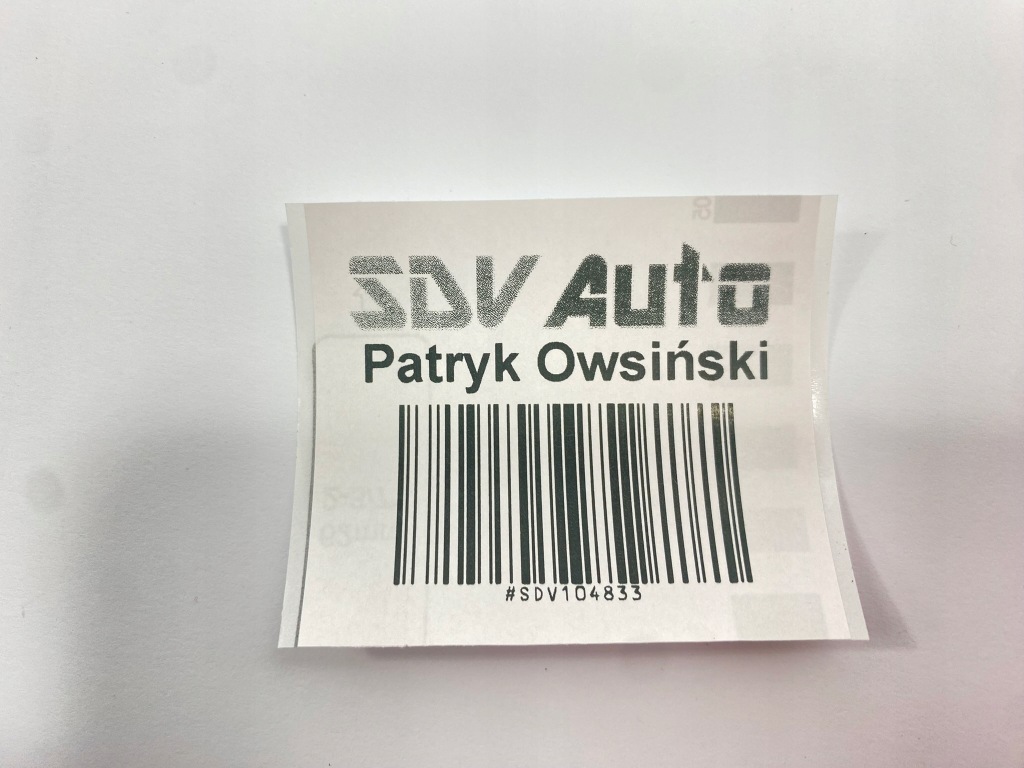 SDV Auto
Patryk Owsiński
#SDV104833